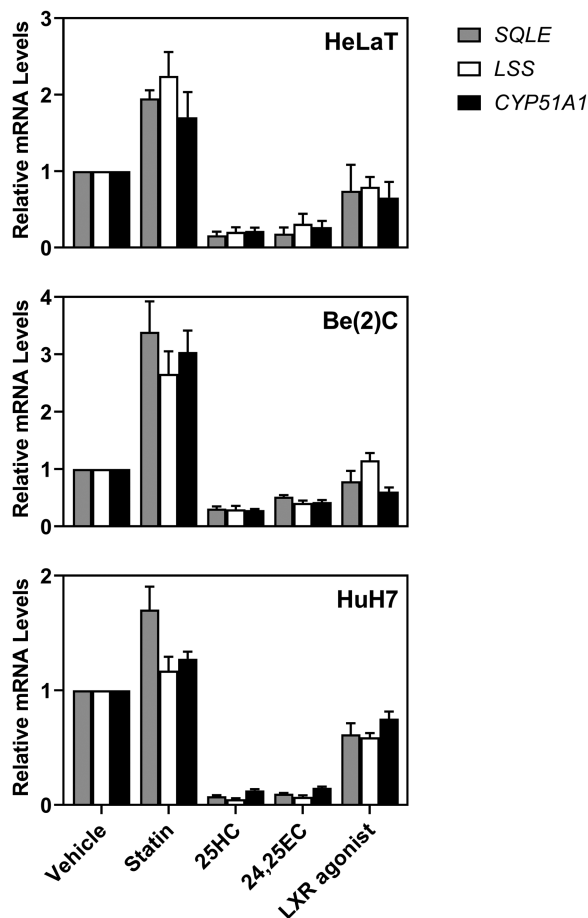 HeLaT
SQLE
LSS
CYP51A1
Relative mRNA Levels
3
2
1
0
Be(2)C
Relative mRNA Levels
4
3
2
1
0
HuH7
Relative mRNA Levels
2
1
0
Vehicle
Statin
25HC
24,25EC
LXR agonist